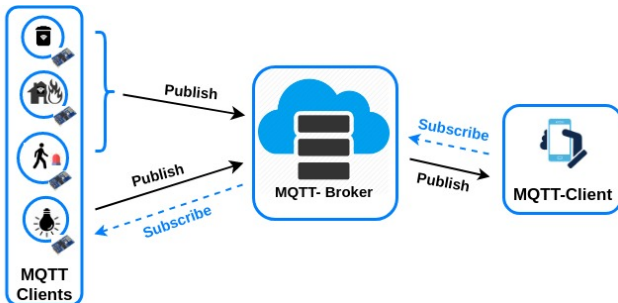 Publish
Publish
Subscribe
MQTT
Clients
MQTT- Broker
Subscribe
Publish
MQTT-Client